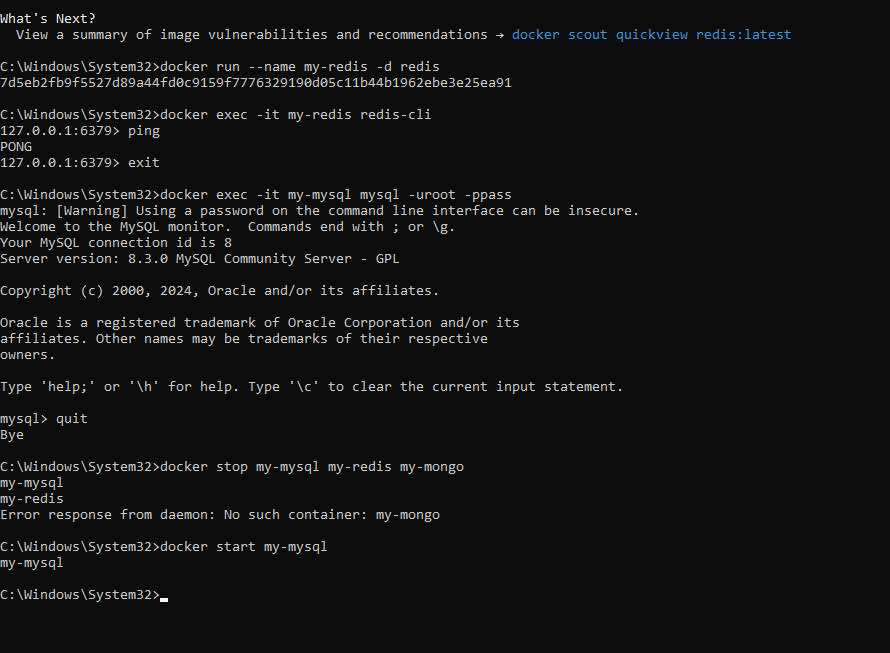 What's Next?
View a summary of image vulnerabilities and recommendations → docker scout quickview redis:latest
C:\Windows\System32>docker run --name my-redis -d redis
7d5eb2fb9f5527d89a44fd0c9159f7776329190d05c11b44b1962ebe3e25ea91
C:\Windows\System32>docker exec -it my-redis redis-cli
127.0.0.1:6379> ping
PONG
127.0.0.1:6379> exit
C:\Windows\System32>docker exec -it my-mysql mysql -uroot -ppass
mysql: [Warning] Using a password on the command line interface can be insecure.
Welcome to the MySQL monitor.  Commands end with ; or \g.
Your MySQL connection id is 8
Server version: 8.3.0 MySQL Community Server - GPL
Copyright (c) 2000, 2024, Oracle and/or its affiliates.
Oracle is a registered trademark of Oracle Corporation and/or its
affiliates. Other names may be trademarks of their respective
owners.
Type 'help;' or '\h' for help. Type '\c' to clear the current input statement.
mysql> quit
Bye
C:\Windows\System32>docker stop my-mysql my-redis my-mongo
my-mysql
my-redis
Error response from daemon: No such container: my-mongo
C:\Windows\System32>docker start my-mysql
my-mysql
C:\Windows\System32>